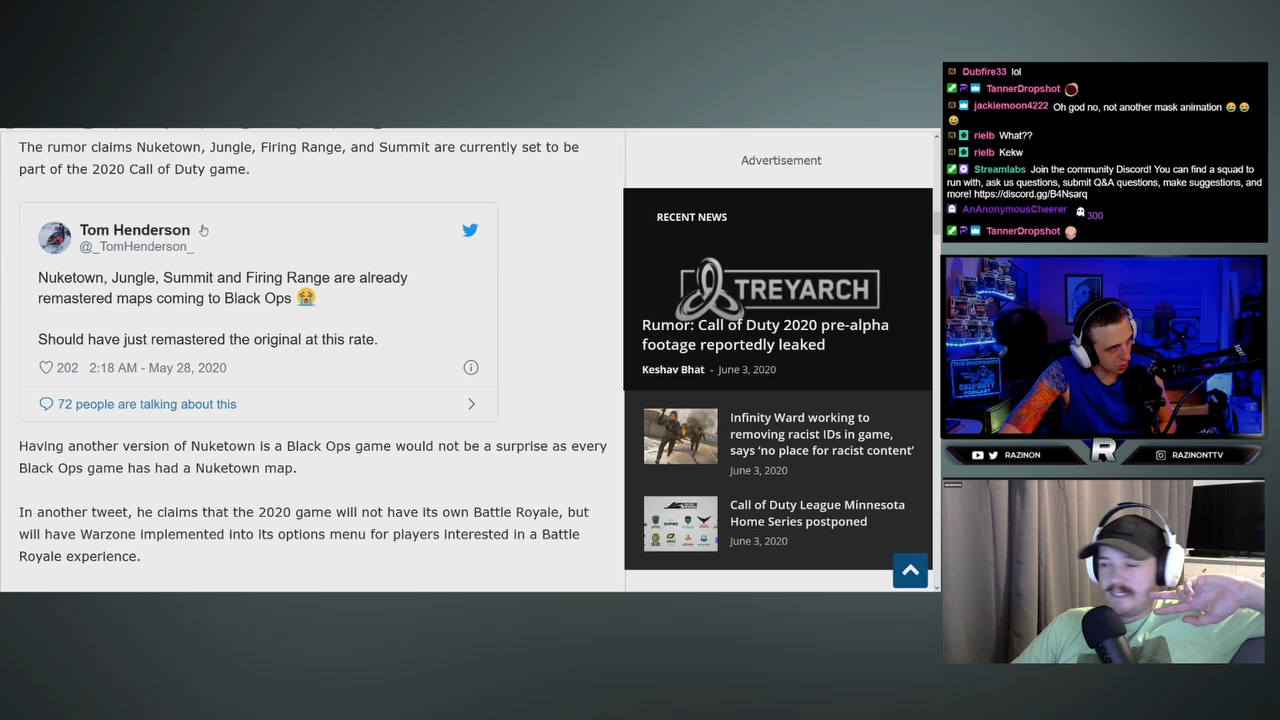 The rumor claims Nuketown, Jungle, Firing Range, and Summit are currently set to be
part of the 2020 Call of Duty game.
Tom Henderson
@_TomHenderson_
Nuketown, Jungle, Summit and Firing Range are already
remastered maps coming to Black Ops 😭
Should have just remastered the original at this rate.
202 2:18 AM - May 28, 2020
72 people are talking about this
Having another version of Nuketown is a Black Ops game would not be a surprise as every
Black Ops game has had a Nuketown map.
In another tweet, he claims that the 2020 game will not have its own Battle Royale, but
will have Warzone implemented into its options menu for players interested in a Battle
Royale experience.
Advertisement
RECENT NEWS
TREYARCH
Rumor: Call of Duty 2020 pre-alpha
footage reportedly leaked
Keshav Bhat - June 3, 2020
Infinity Ward working to
removing racist IDs in game,
says ‘no place for racist content’
June 3, 2020
Call of Duty League Minnesota
Home Series postponed
June 3, 2020
Dubfire33 lol
TannerDropshot
jackiemoon4222 Oh god no, not another mask animation 😂 😂
😂
rielb What??
rielb Kekw
Streamlabs Join the community Discord! You can find a squad to
run with, ask us questions, submit Q&A questions, make suggestions, and
more! https://discord.gg/B4Nsarq
AnAnonymousCheerer 300
TannerDropshot
THE DROPSHOT
CALL OF DUTY
PODCAST
RAZINON
R
RAZINONTTV